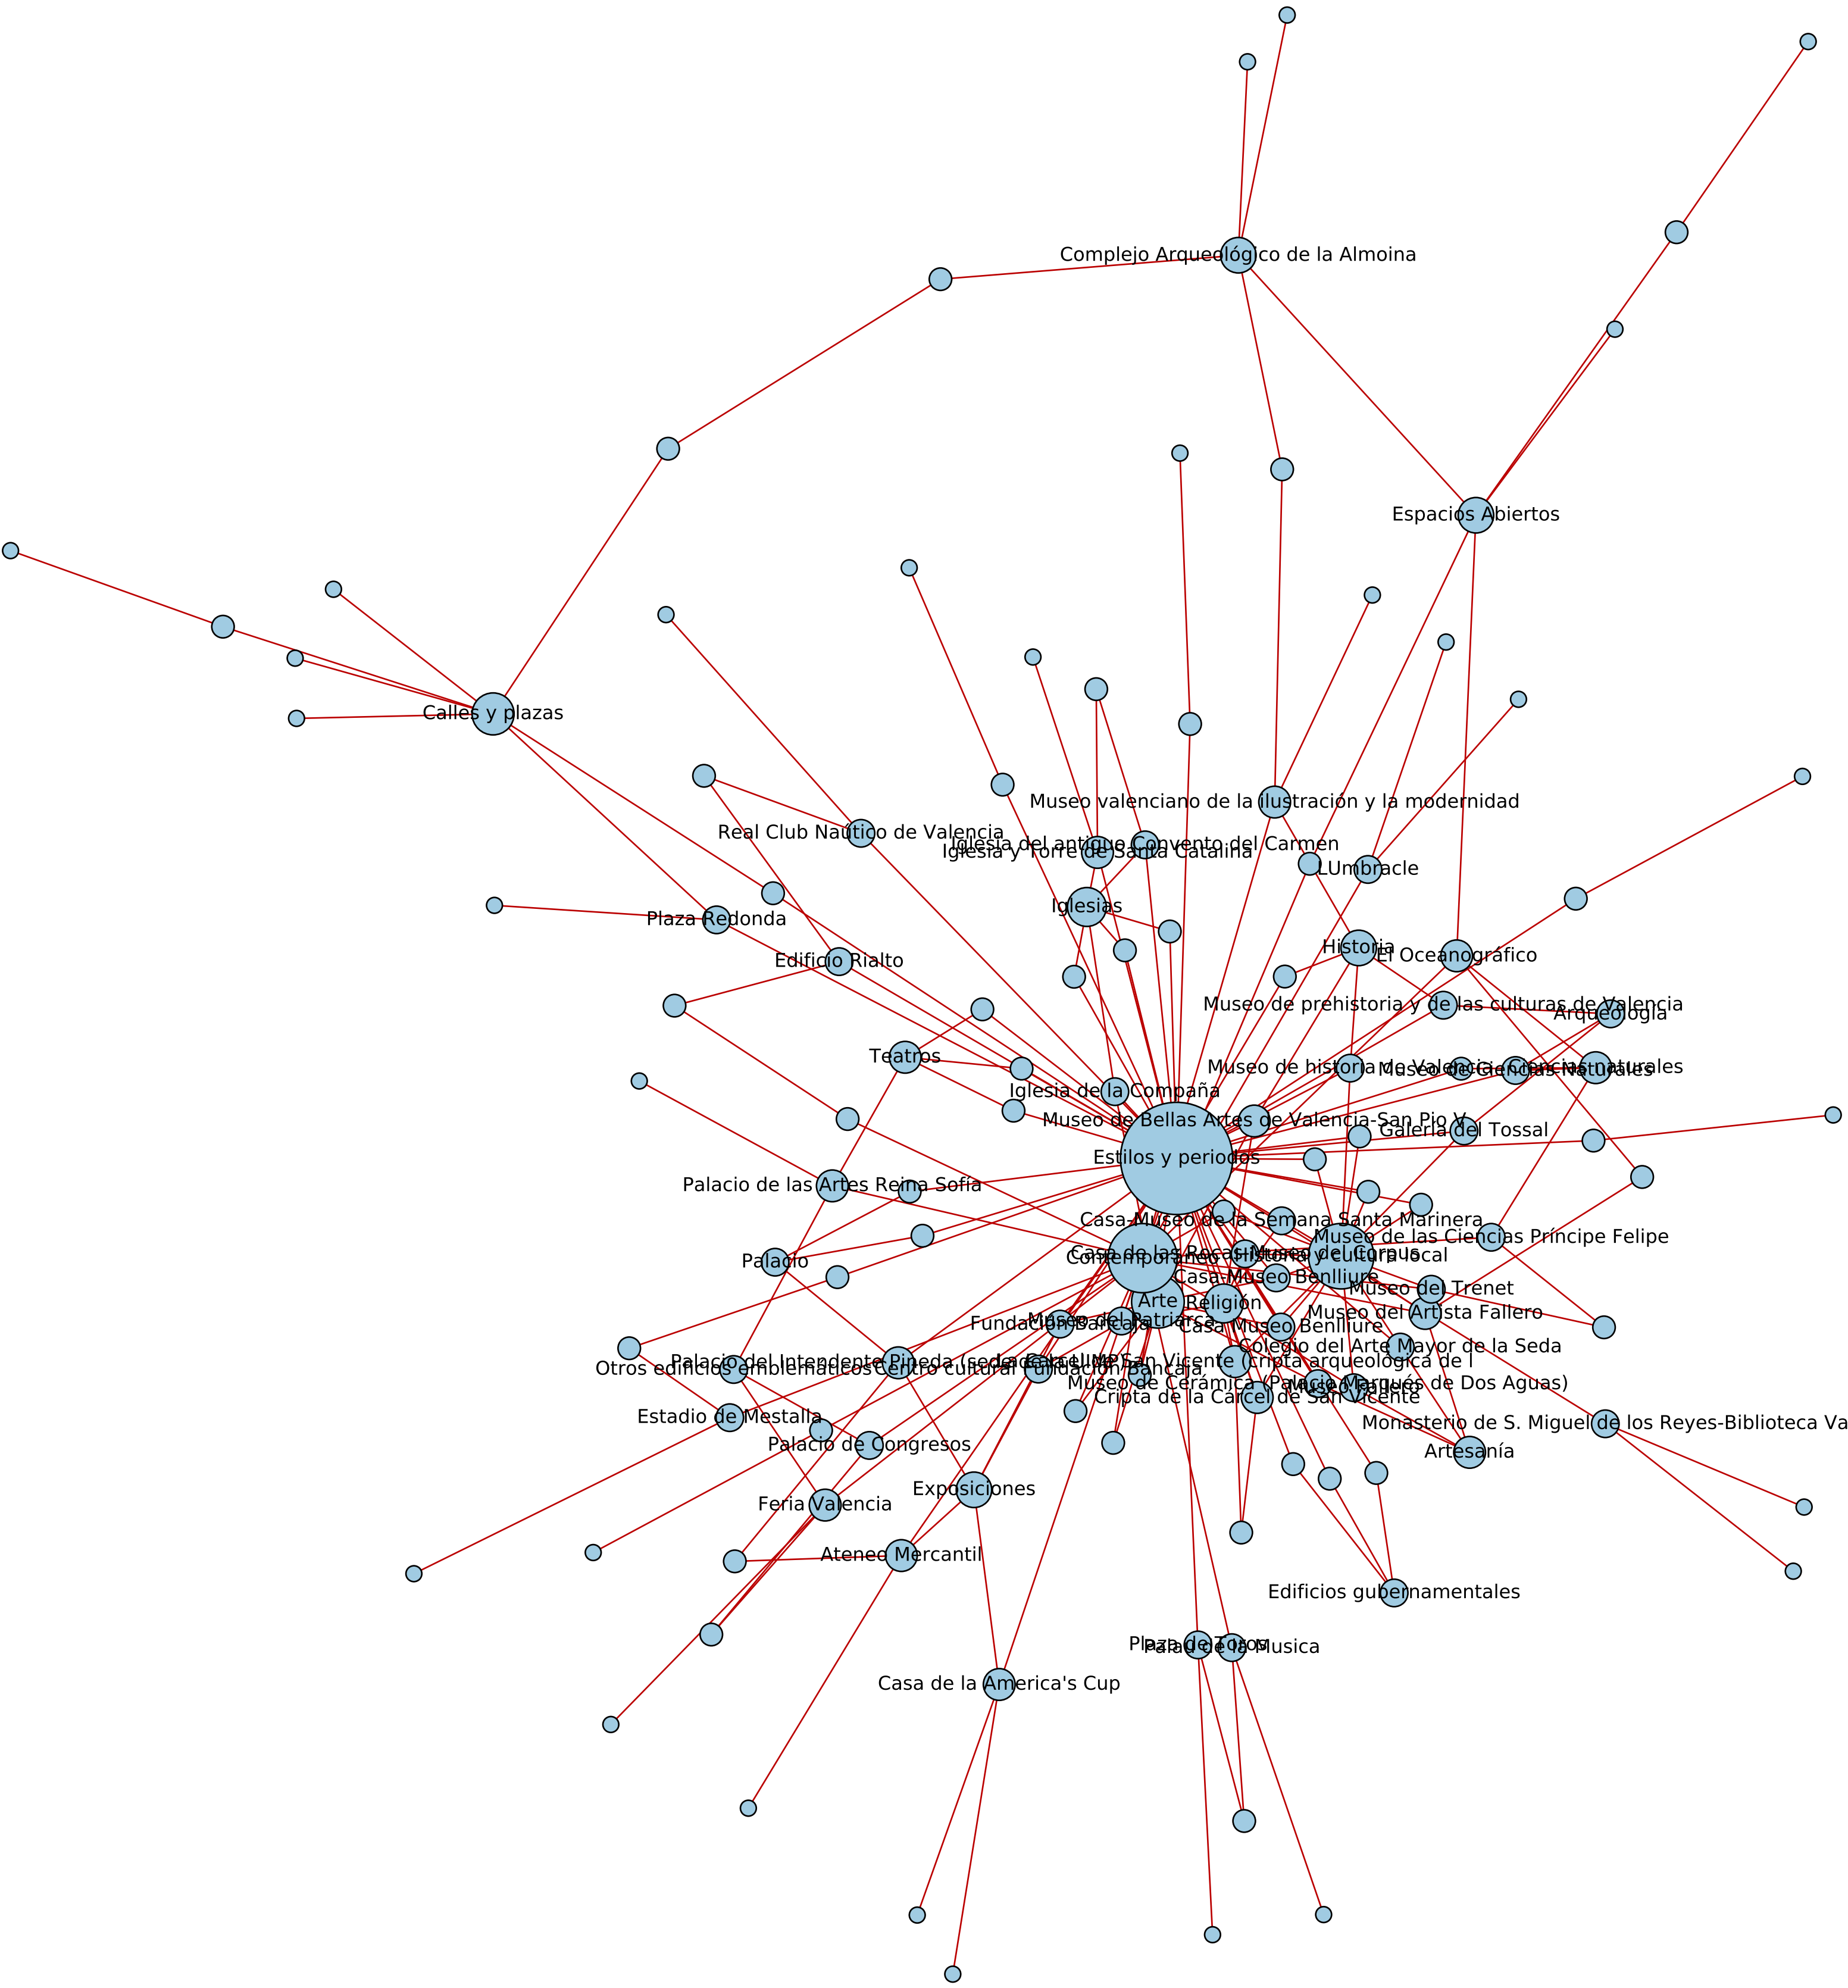 Complejo Arqueológico de la Almoina
Espacios Abiertos
Calles y plazas
Museo valenciano de la ilustración y la modernidad
Real Club Naútico de Valencia
Iglesia del antiguo Convento del Carmen
Iglesia y Torre de Santa Catalina
LUmbracle
Iglesias
Plaza Redonda
Historia
El Oceanográfico
Edificio Rialto
Museo de prehistoria y de las culturas de Valencia
Arqueología
Teatros
Museo de historia de Valencia
Ciencias naturales
Museo de Ciencias Naturales
Iglesia de la Compaña
Museo de Bellas Artes de Valencia-San Pio V
Galería del Tossal
Estilos y periodos
Palacio de las Artes Reina Sofia
Casa-Museo de la Semana Santa Marinera
Museo de las Ciencias Príncipe Felipe
Casa de las Rocas-Museo del Corpus
Historia y cultura local
Contemporáneo
Palacio
Casa-Museo Benlliure
Museo del Trenet
Arte
Religión
Museo del Artista Fallero
Fundación Bancaja
Museo del Patriarca
Casa Museo Benlliure
Colegio del Arte Mayor de la Seda
Palacio del Intendente Pineda (sede de la UIMP)
La Carcel de San Vicente (cripta arqueológica de l
Otros edificios emblemáticos
Centro cultural Fundación Bancaja
Museo de Cerámica (Palacio Marqués de Dos Aguas)
Museo Fallero
Cripta de la Cárcel de San Vicente
Estadio de Mestalla
Monasterio de S. Miguel de los Reyes-Biblioteca Va
Palacio de Congresos
Artesanía
Exposiciones
Feria Valencia
Ateneo Mercantil
Edificios gubernamentales
Plaza de Toros
Palau de la Musica
Casa de la America's Cup